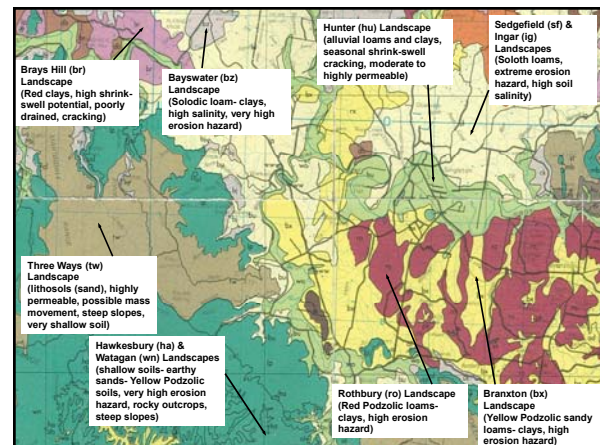 Hunter (hu) Landscape
(alluvial loams and clays,
seasonal shrink-swell
cracking, moderate to
highly permeable)
Sedgefield (sf) &
Ingar (ig)
Landscapes
(Soloth loams,
extreme erosion
hazard, high soil
salinity)
Brays Hill (br)
Landscape
(Red clays, high shrink-
swell potential, poorly
drained, cracking)
Bayswater (bz)
Landscape
(Solodic loam- clays,
high salinity, very high
erosion hazard)
Three Ways (tw)
Landscape
(lithosols (sand), highly
permeable, possible mass
movement, steep slopes,
very shallow soil)
Hawkesbury (ha) &
Watagan (wn) Landscapes
(shallow soils- earthy
sands- Yellow Podzolic
soils, very high erosion
hazard, rocky outcrops,
steep slopes)
Rothbury (ro) Landscape
(Red Podzolic loams-
clays, high erosion
hazard)
Branxton (bx)
Landscape
(Yellow Podzolic sandy
loams- clays, high
erosion hazard)